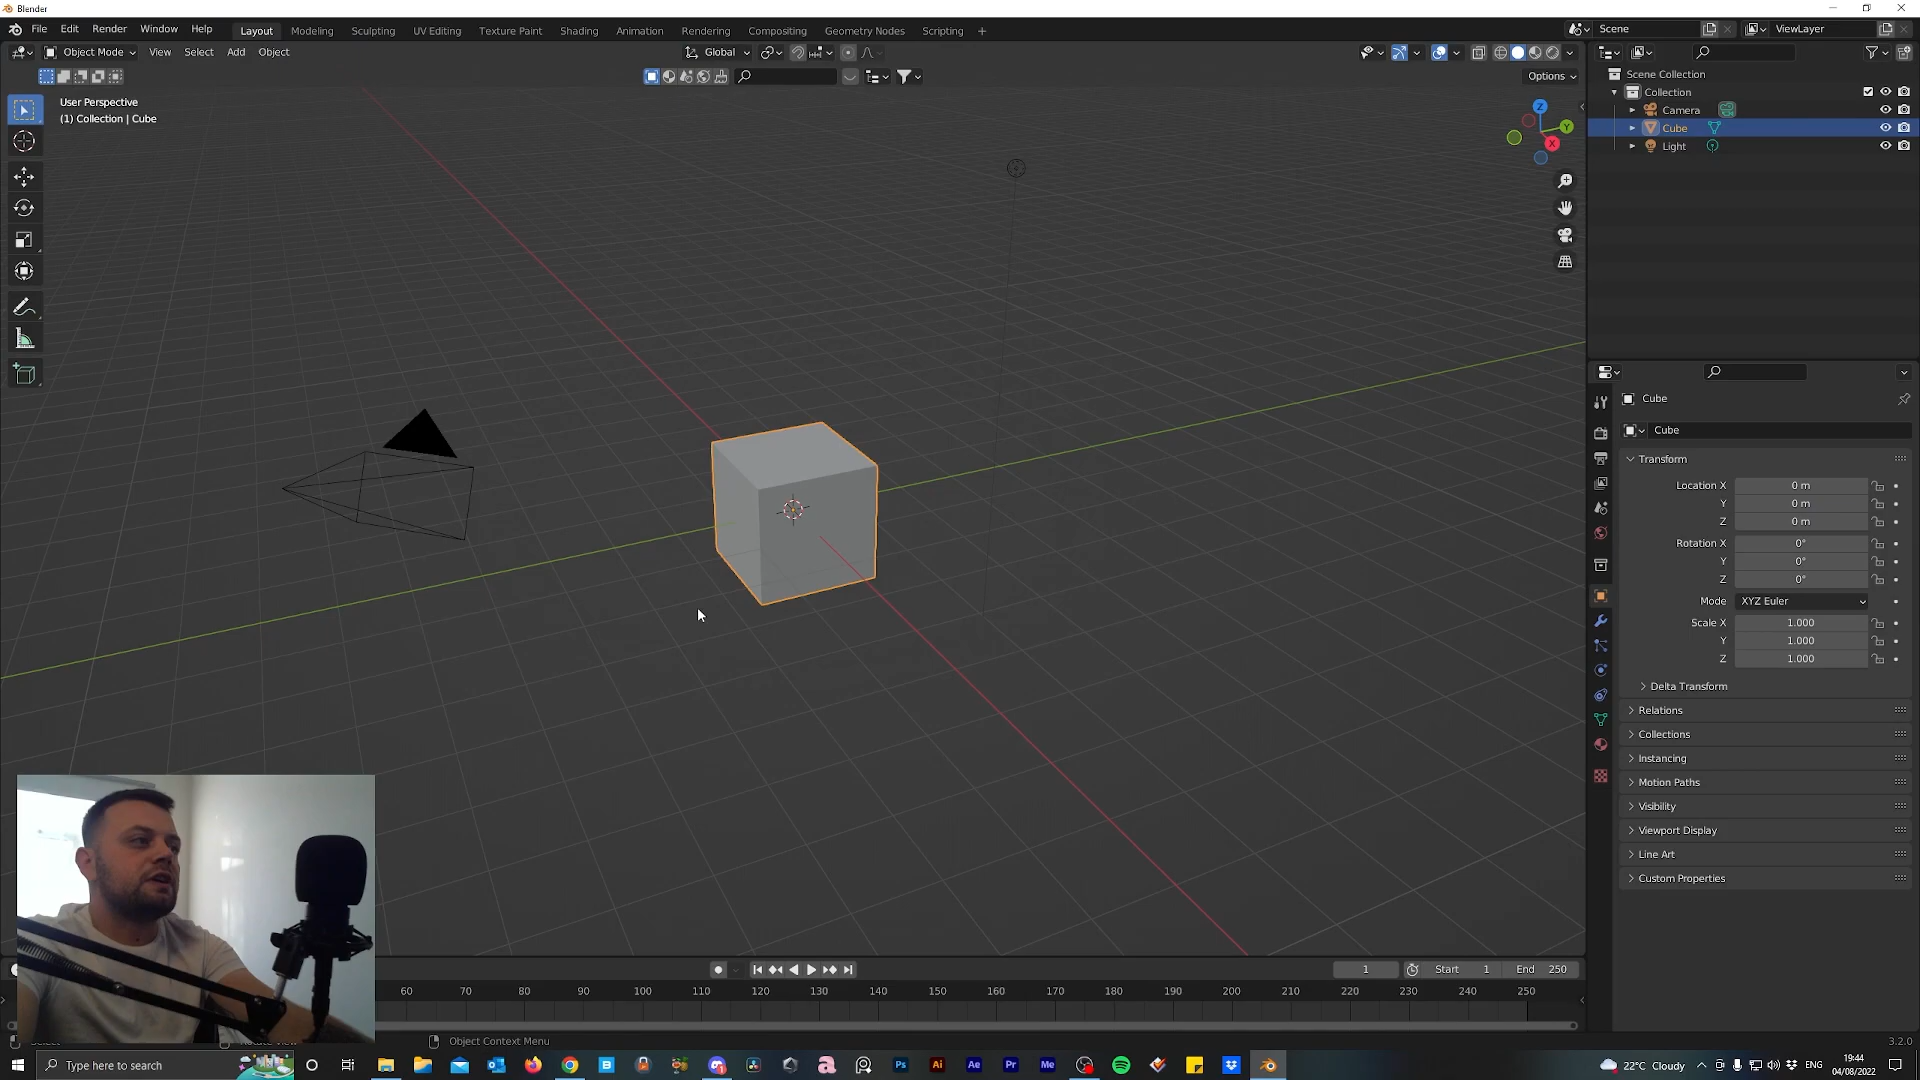 Blender
File Edit Render Window Help Layout Modeling Sculpting UV Editing Texture Paint Shading Animation Rendering Compositing Geometry Nodes Scripting + Scene ViewLayer
Object Mode View Select Add Object Global
Options
User Perspective
(1) Collection | Cube
Z
Y
X
Scene Collection
Collection
Camera
Cube
Light
Cube
Cube
Transform
Location X 0 m
Y 0 m
Z 0 m
Rotation X 0°
Y 0°
Z 0°
Mode XYZ Euler
Scale X 1.000
Y 1.000
Z 1.000
Delta Transform
Relations
Collections
Instancing
Motion Paths
Visibility
Viewport Display
Line Art
Custom Properties
1 Start 1 End 250
60 70 80 90 100 110 120 130 140 150 160 170 180 190 200 210 220 230 240 250
Object Context Menu 3.2.0
Type here to search
Ps Ai Ae Pr Me
22°C Cloudy ENG
19:44
04/08/2022